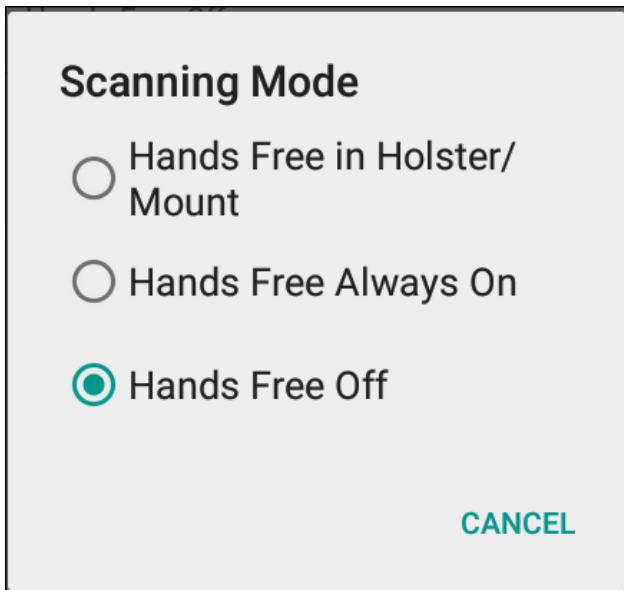 Scanning Mode
Hands Free in Holster/
Mount
Hands Free Always On
Hands Free Off
CANCEL